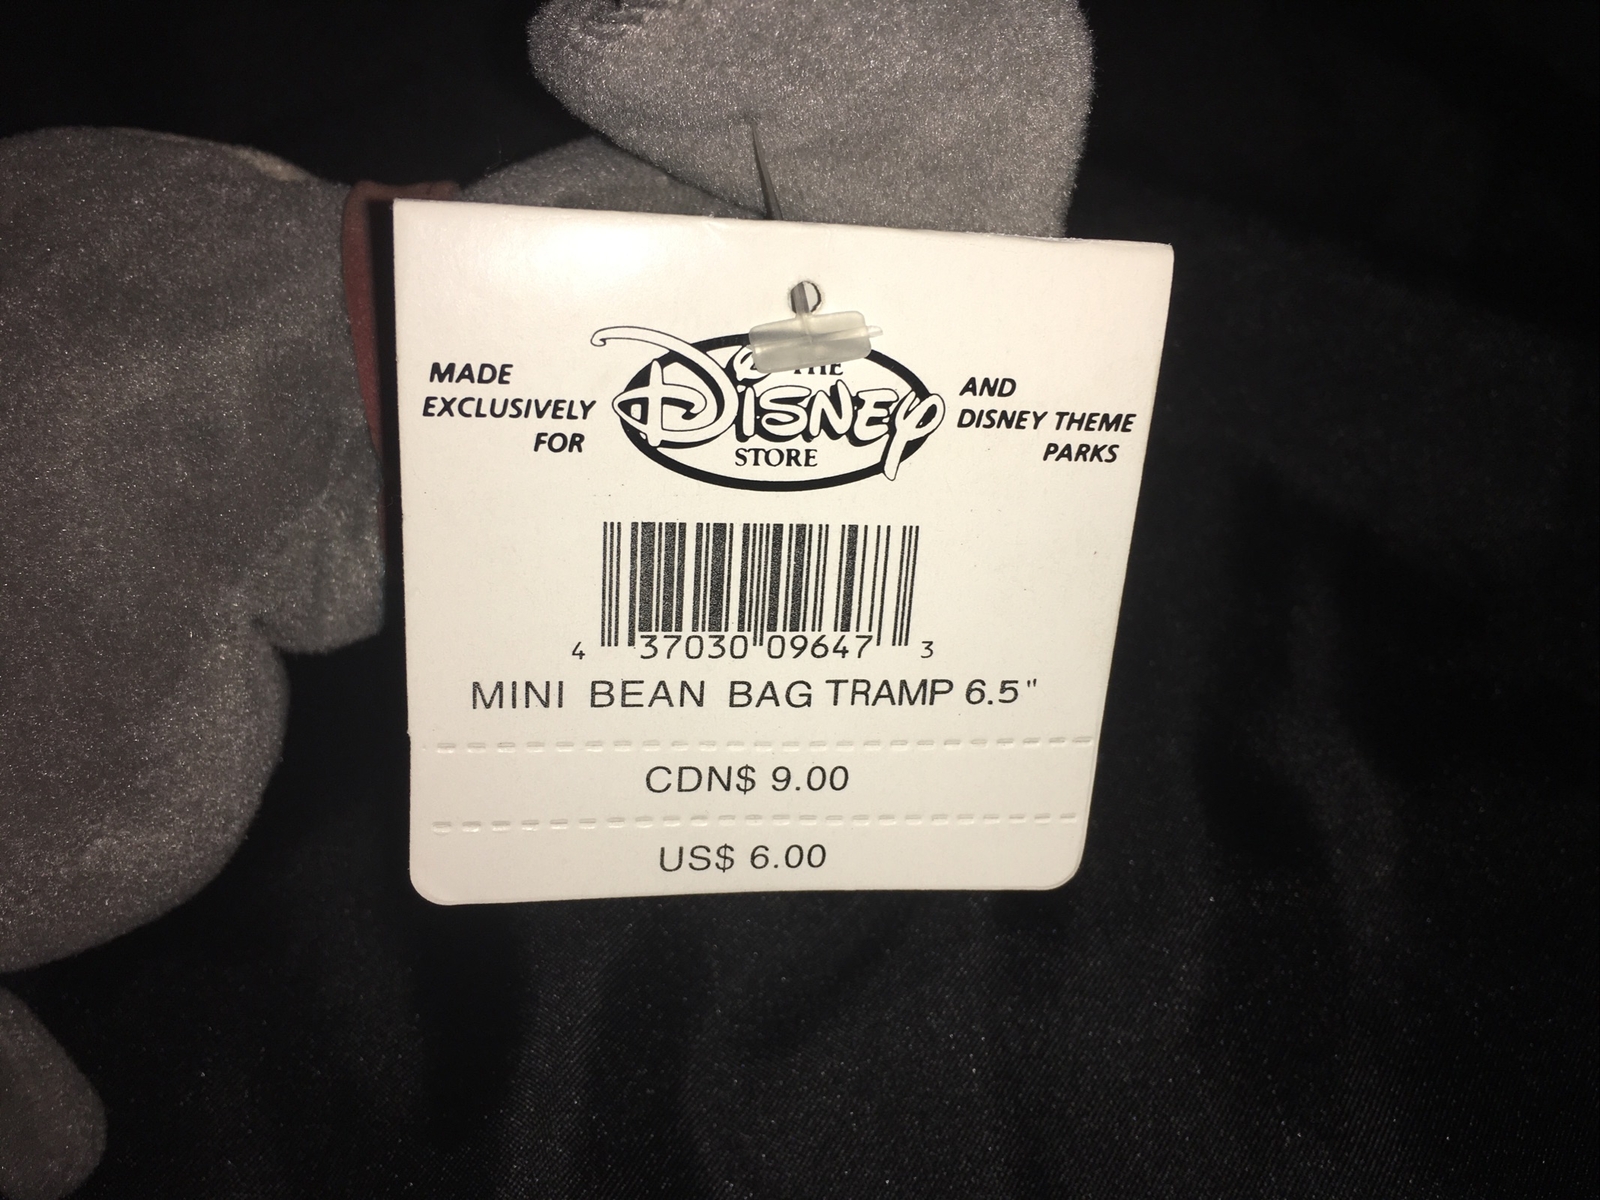 MADE EXCLUSIVELY FOR
THE DISNEY STORE
AND DISNEY THEME PARKS
4 37030 09647 3
MINI BEAN BAG TRAMP 6.5"
CDN$ 9.00
US$ 6.00